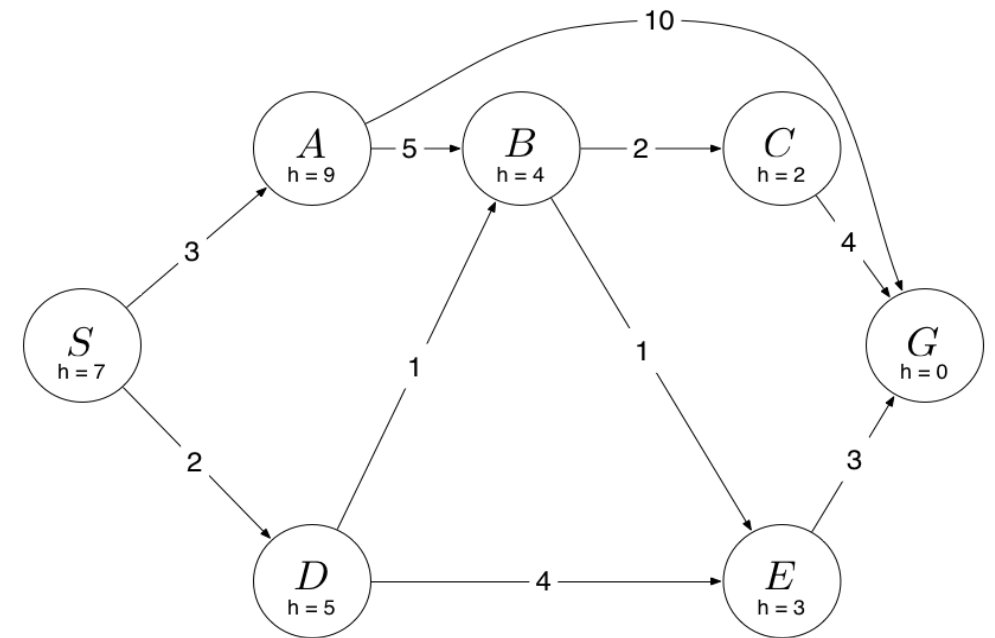 10
A
h = 9
5
B
h = 4
2
C
h = 2
3
4
S
h = 7
1
1
G
h = 0
2
3
D
h = 5
4
E
h = 3